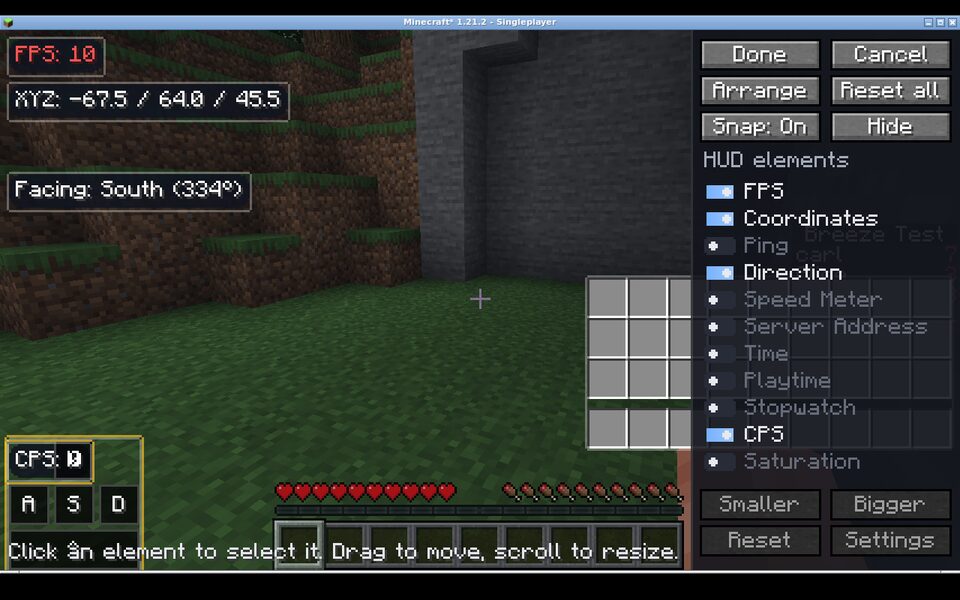 Minecraft* 1.21.2 - Singleplayer
FPS: 10
XYZ: -67.5 / 64.0 / 45.5
Facing: South (334°)
Done
Cancel
Arrange
Reset all
Snap: On
Hide
HUD elements
FPS
Coordinates
Ping
Breeze Test
carl
Direction
Speed Meter
Server Address
Time
Playtime
Stopwatch
CPS
Saturation
CPS: 0
A S D
Smaller
Bigger
Reset
Settings
Click an element to select it. Drag to move, scroll to resize.